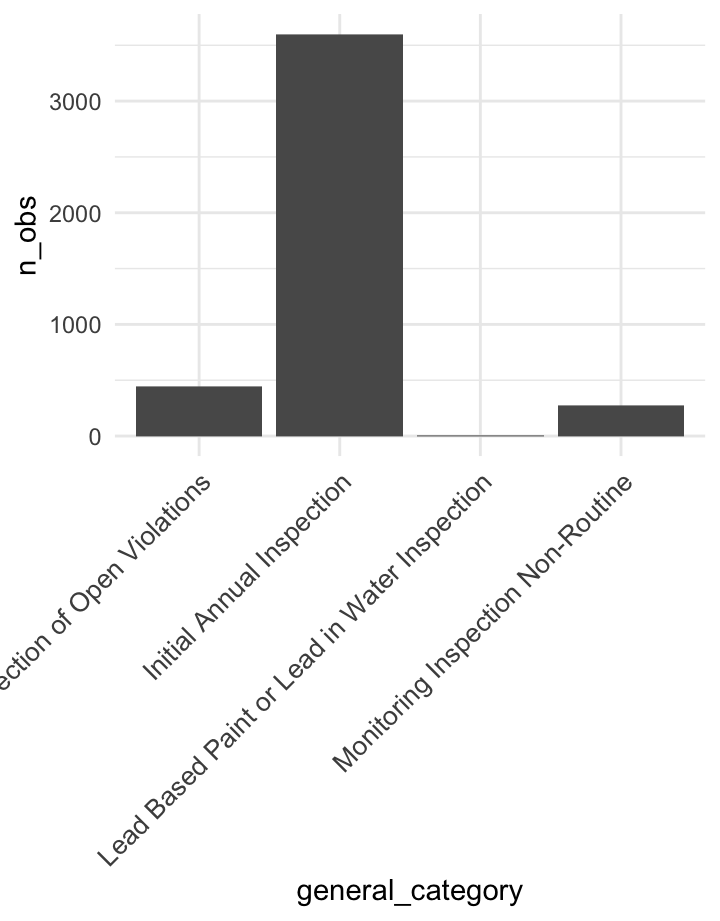 n_obs
3000
2000
1000
0
of Open Violations
Initial Annual Inspection
Lead Based Paint or Lead in Water Inspection
Monitoring Inspection Non-Routine
general_category